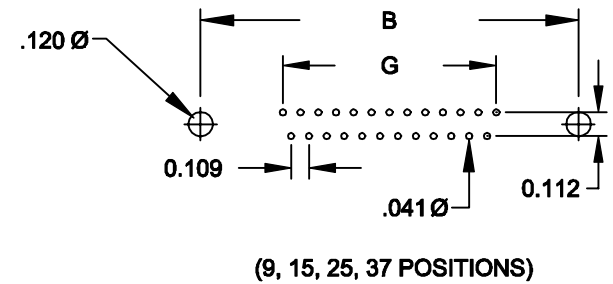 B
.120 Ø
G
0.109
0.112
.041 Ø
(9, 15, 25, 37 POSITIONS)